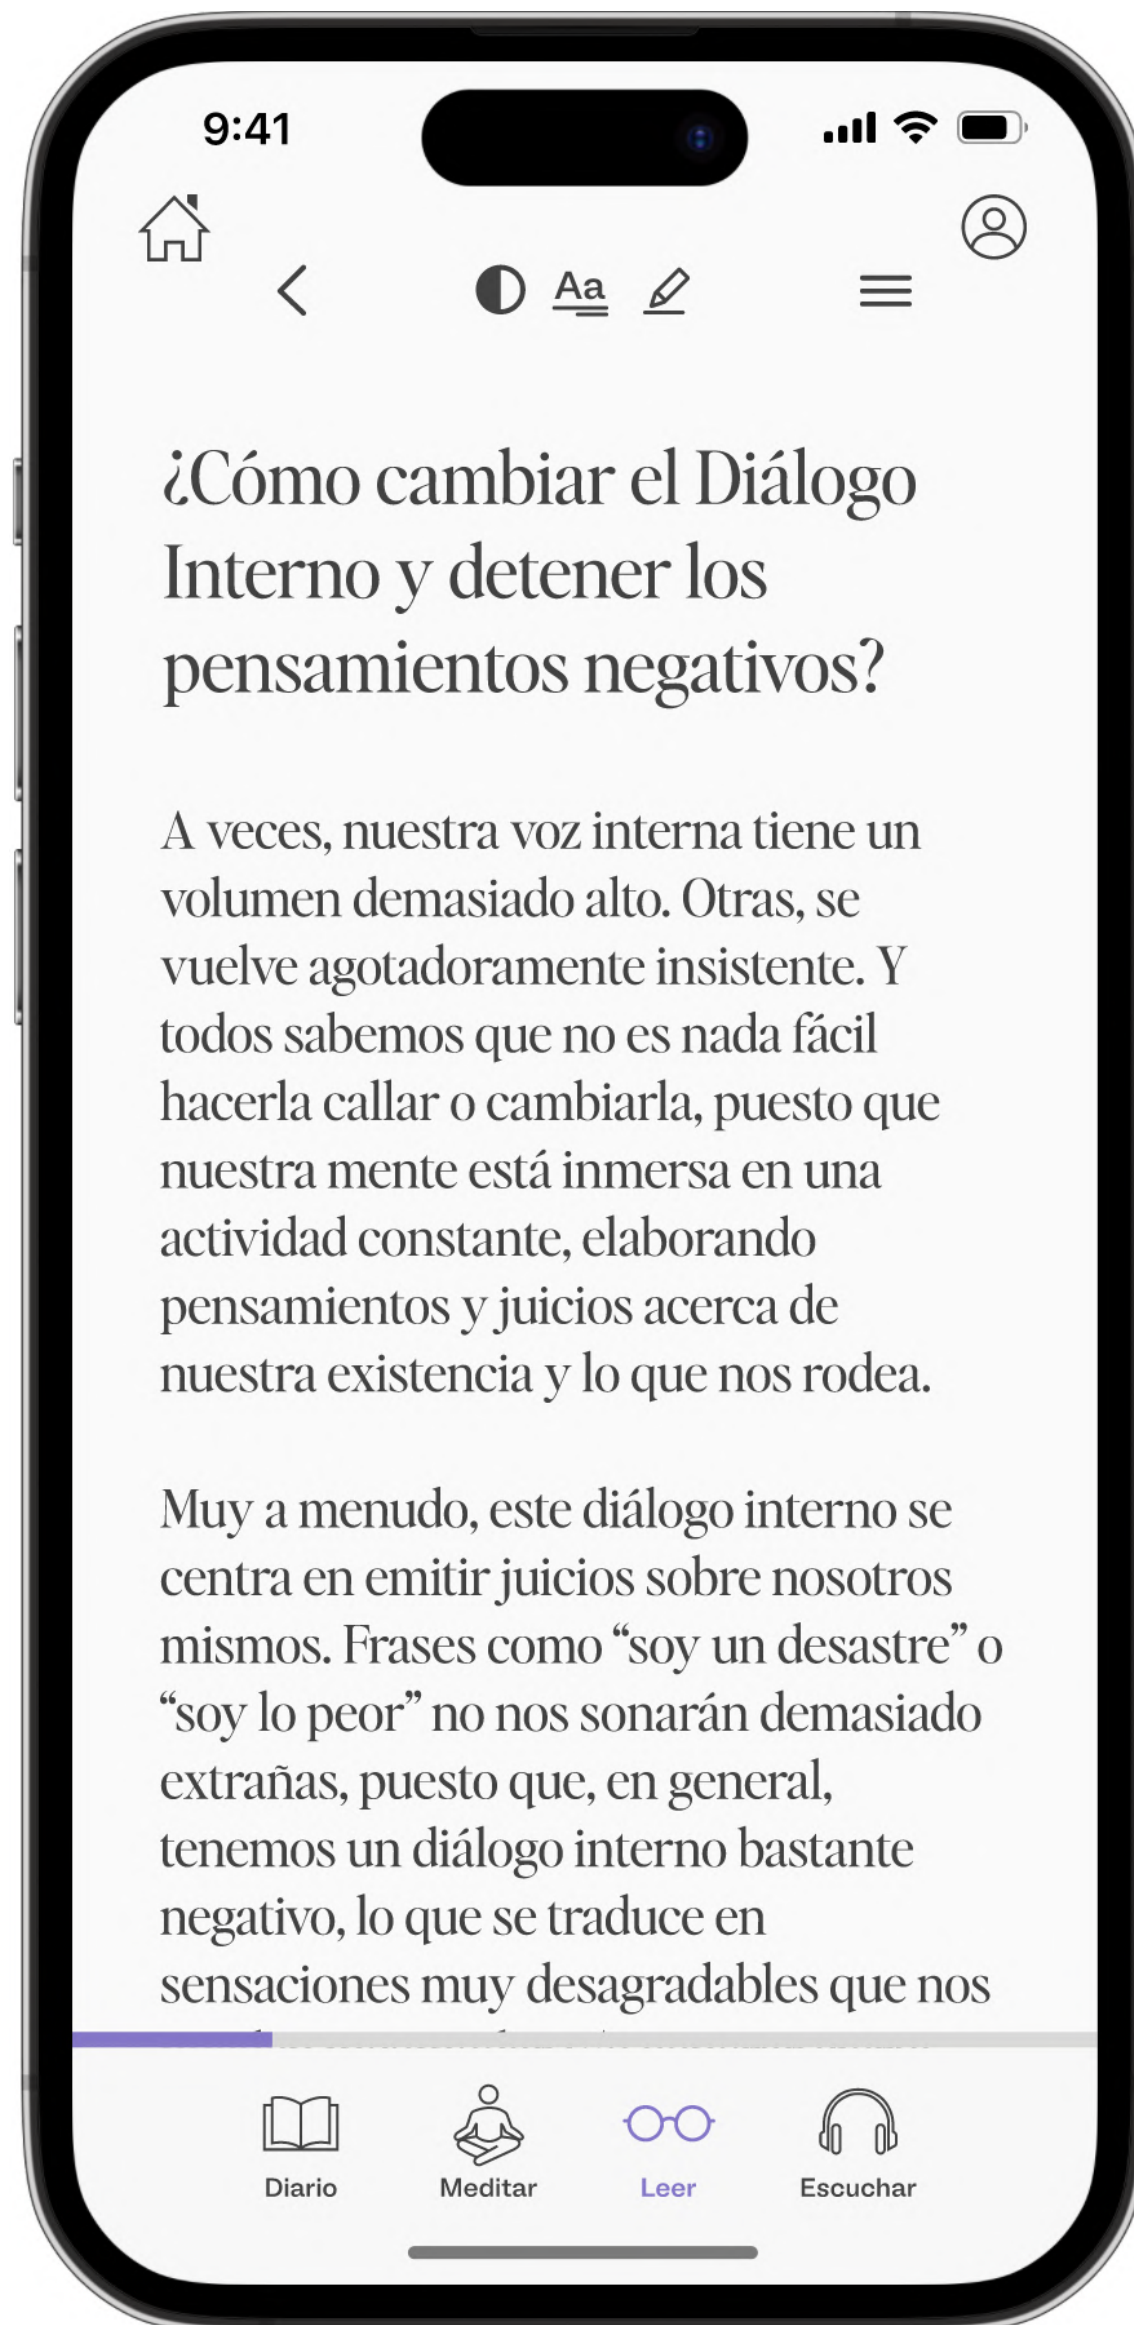 9:41
Aa
¿Cómo cambiar el Diálogo
Interno y detener los
pensamientos negativos?
A veces, nuestra voz interna tiene un
volumen demasiado alto. Otras, se
vuelve agotadoramente insistente. Y
todos sabemos que no es nada fácil
hacerla callar o cambiarla, puesto que
nuestra mente está inmersa en una
actividad constante, elaborando
pensamientos y juicios acerca de
nuestra existencia y lo que nos rodea.
Muy a menudo, este diálogo interno se
centra en emitir juicios sobre nosotros
mismos. Frases como “soy un desastre” o
“soy lo peor” no nos sonarán demasiado
extrañas, puesto que, en general,
tenemos un diálogo interno bastante
negativo, lo que se traduce en
sensaciones muy desagradables que nos
Diario
Meditar
Leer
Escuchar